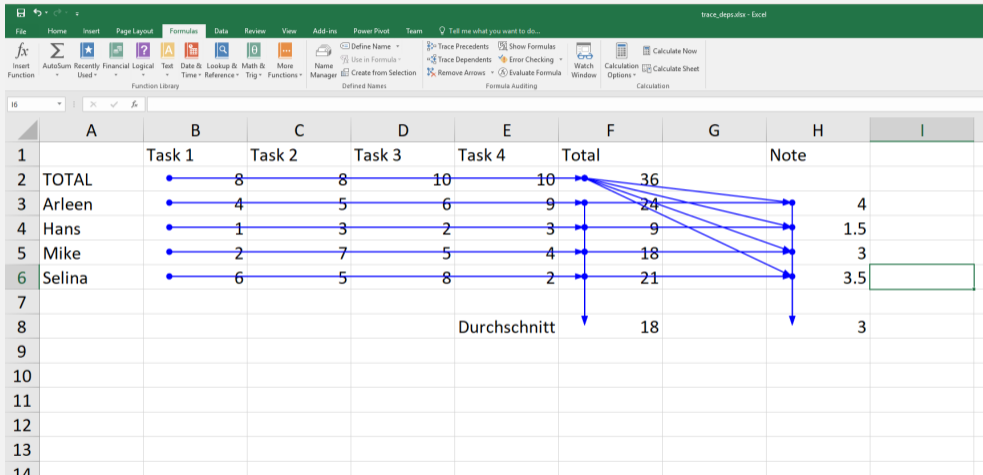 trace_deps.xlsx - Excel
File Home Insert Page Layout Formulas Data Review View Add-ins Power Pivot Team Tell me what you want to do...
fx Insert Function
AutoSum Recently Used Financial Logical Text Date & Time Lookup & Reference Math & Trig More Functions
Function Library
Name Manager
Define Name
Use in Formula
Create from Selection
Defined Names
Trace Precedents Show Formulas
Trace Dependents Error Checking
Remove Arrows Evaluate Formula
Watch Window
Formula Auditing
Calculation Options
Calculate Now
Calculate Sheet
Calculation
I6 fx
A B C D E F G H I
1 Task 1 Task 2 Task 3 Task 4 Total Note
2 TOTAL 8 8 10 10 36
3 Arleen 4 5 6 9 24 4
4 Hans 1 3 2 3 9 1.5
5 Mike 2 7 5 4 18 3
6 Selina 6 5 8 2 21 3.5
7
8 Durchschnitt 18 3
9
10
11
12
13
14